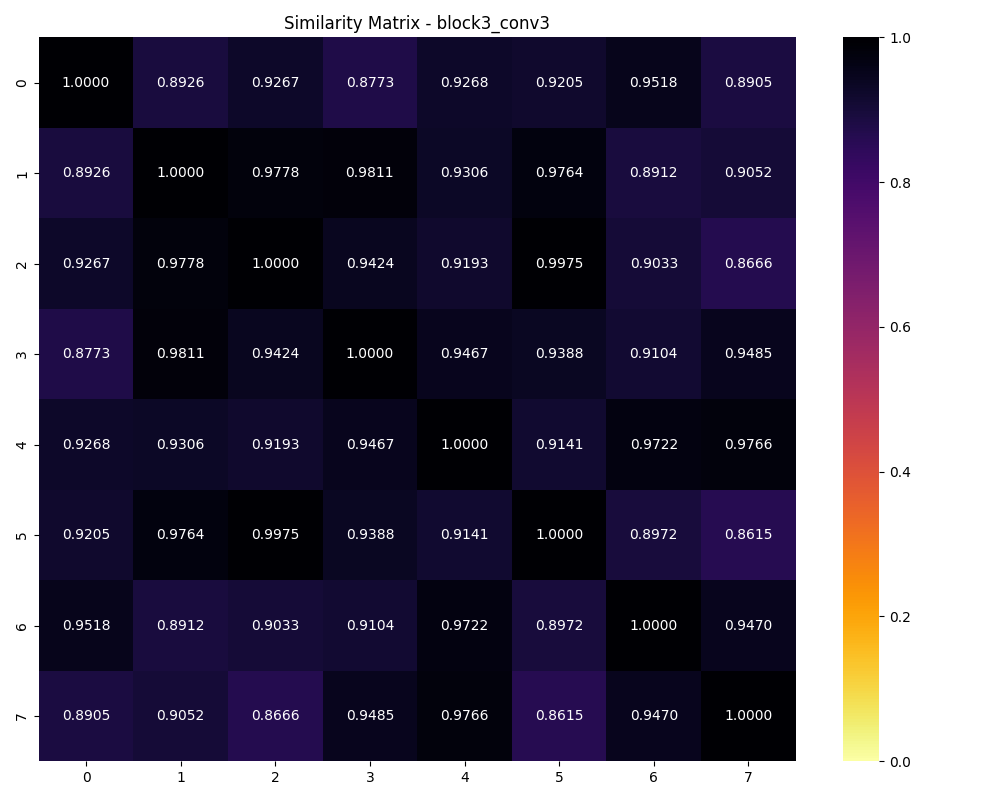 Similarity Matrix - block3_conv3
0 1.0000 0.8926 0.9267 0.8773 0.9268 0.9205 0.9518 0.8905
1 0.8926 1.0000 0.9778 0.9811 0.9306 0.9764 0.8912 0.9052
2 0.9267 0.9778 1.0000 0.9424 0.9193 0.9975 0.9033 0.8666
3 0.8773 0.9811 0.9424 1.0000 0.9467 0.9388 0.9104 0.9485
4 0.9268 0.9306 0.9193 0.9467 1.0000 0.9141 0.9722 0.9766
5 0.9205 0.9764 0.9975 0.9388 0.9141 1.0000 0.8972 0.8615
6 0.9518 0.8912 0.9033 0.9104 0.9722 0.8972 1.0000 0.9470
7 0.8905 0.9052 0.8666 0.9485 0.9766 0.8615 0.9470 1.0000
0 1 2 3 4 5 6 7
1.0
0.8
0.6
0.4
0.2
0.0